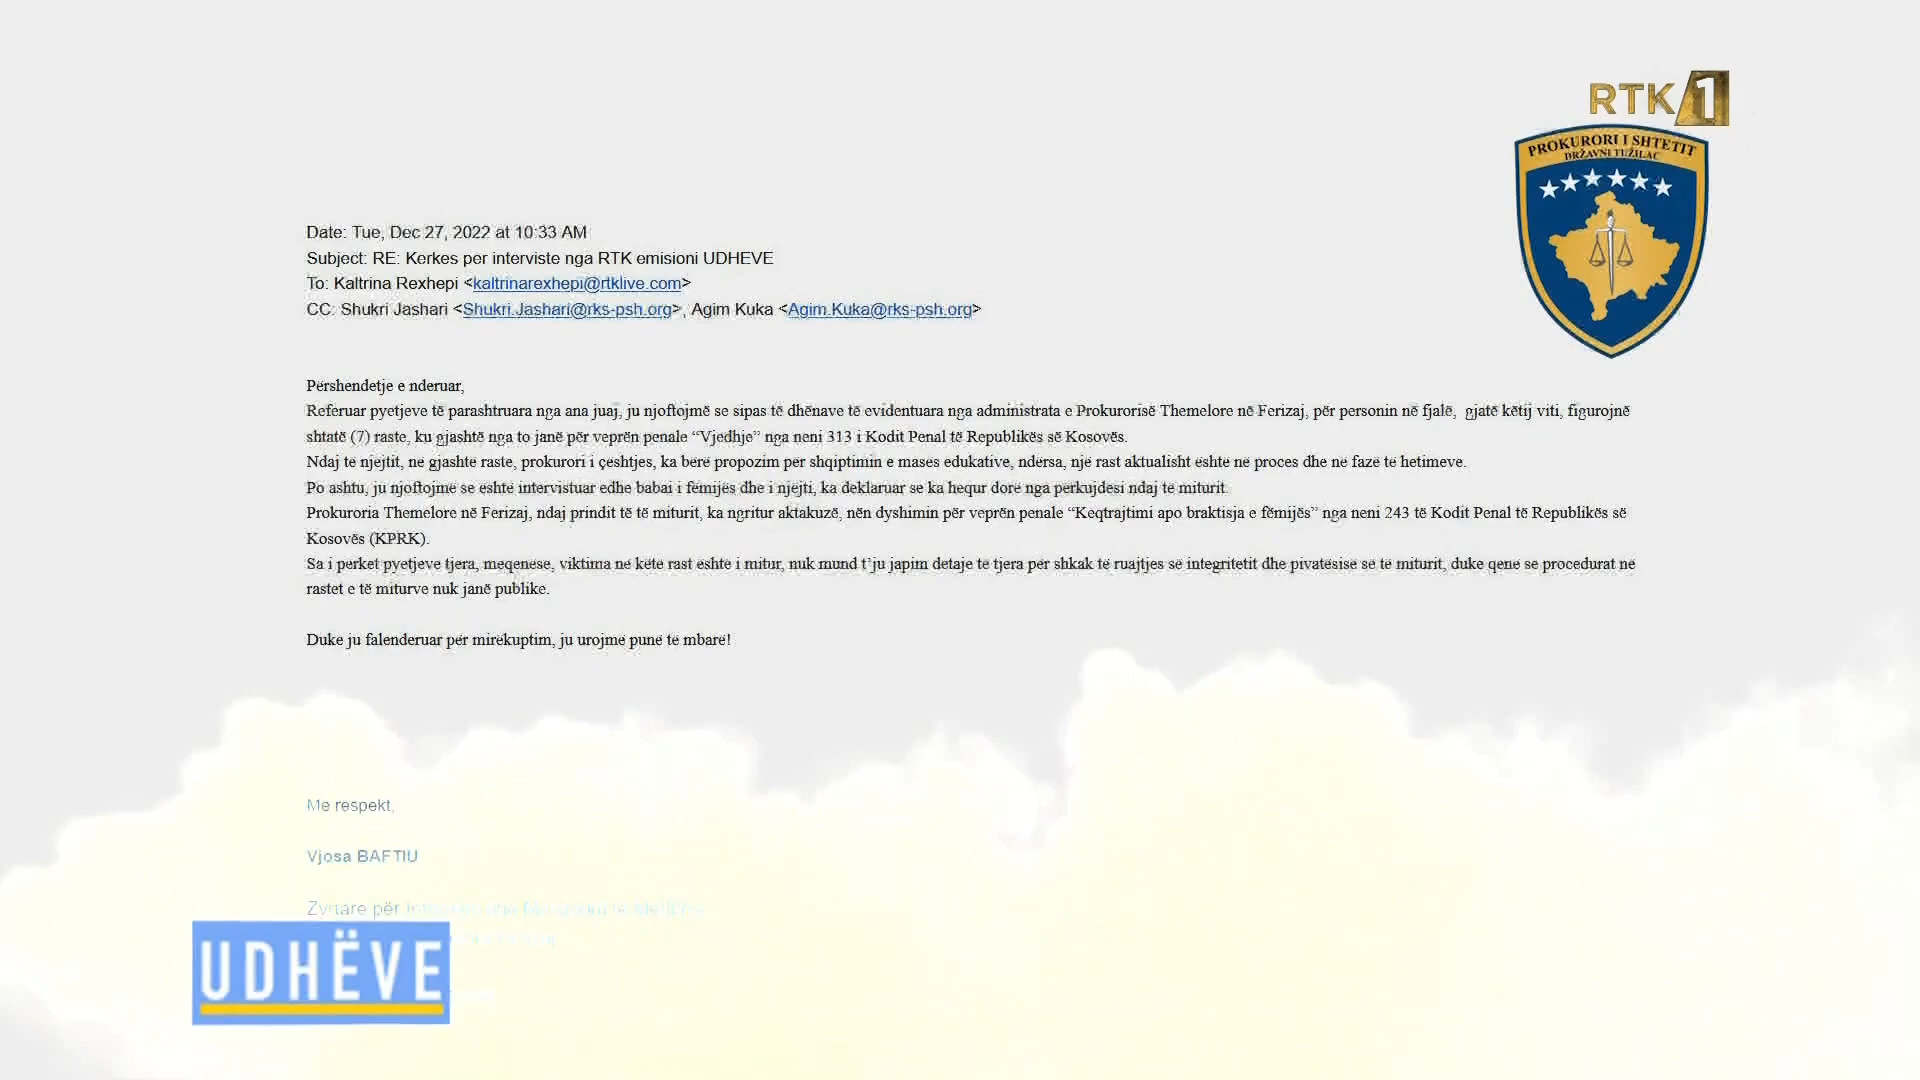 RTK 1
PROKURORI I SHTETIT
DRŽAVNI TUŽILAC
Date: Tue, Dec 27, 2022 at 10:33 AM
Subject: RE: Kerkes per interviste nga RTK emisioni UDHEVE
To: Kaltrina Rexhepi <kaltrinarexhepi@rtklive.com>
CC: Shukri Jashari <Shukri.Jashari@rks-psh.org>, Agim Kuka <Agim.Kuka@rks-psh.org>
Përshendetje e nderuar,
Referuar pyetjeve të parashtruara nga ana juaj, ju njoftojmë se sipas të dhënave të evidentuara nga administrata e Prokurorisë Themelore në Ferizaj, për personin në fjalë, gjatë këtij viti, figurojnë
shtatë (7) raste, ku gjashtë nga to janë për veprën penale “Vjedhje” nga neni 313 i Kodit Penal të Republikës së Kosovës.
Ndaj të njejtit, në gjashtë raste, prokurori i çeshtjes, ka bërë propozim për shqiptimin e masës edukative, ndërsa, një rast aktualisht është në proces dhe në fazë të hetimeve.
Po ashtu, ju njoftojmë se është intervistuar edhe babai i fëmijës dhe i njëjti, ka deklaruar se ka hequr dorë nga përkujdesi ndaj të miturit.
Prokuroria Themelore në Ferizaj, ndaj prindit të të miturit, ka ngritur aktakuzë, nën dyshimin për veprën penale “Keqtrajtimi apo braktisja e fëmijës” nga neni 243 të Kodit Penal të Republikës së
Kosovës (KPRK).
Sa i përket pyetjeve tjera, meqenëse, viktima në këtë rast është i mitur, nuk mund t’ju japim detaje të tjera për shkak të ruajtjes së integritetit dhe pivatësisë së të miturit, duke qenë se procedurat në
rastet e të miturve nuk janë publike.
Duke ju falënderuar për mirëkuptim, ju urojmë punë të mbarë!
Me respekt,
Vjosa BAFTIU
Zyrtare për
UDHËVE